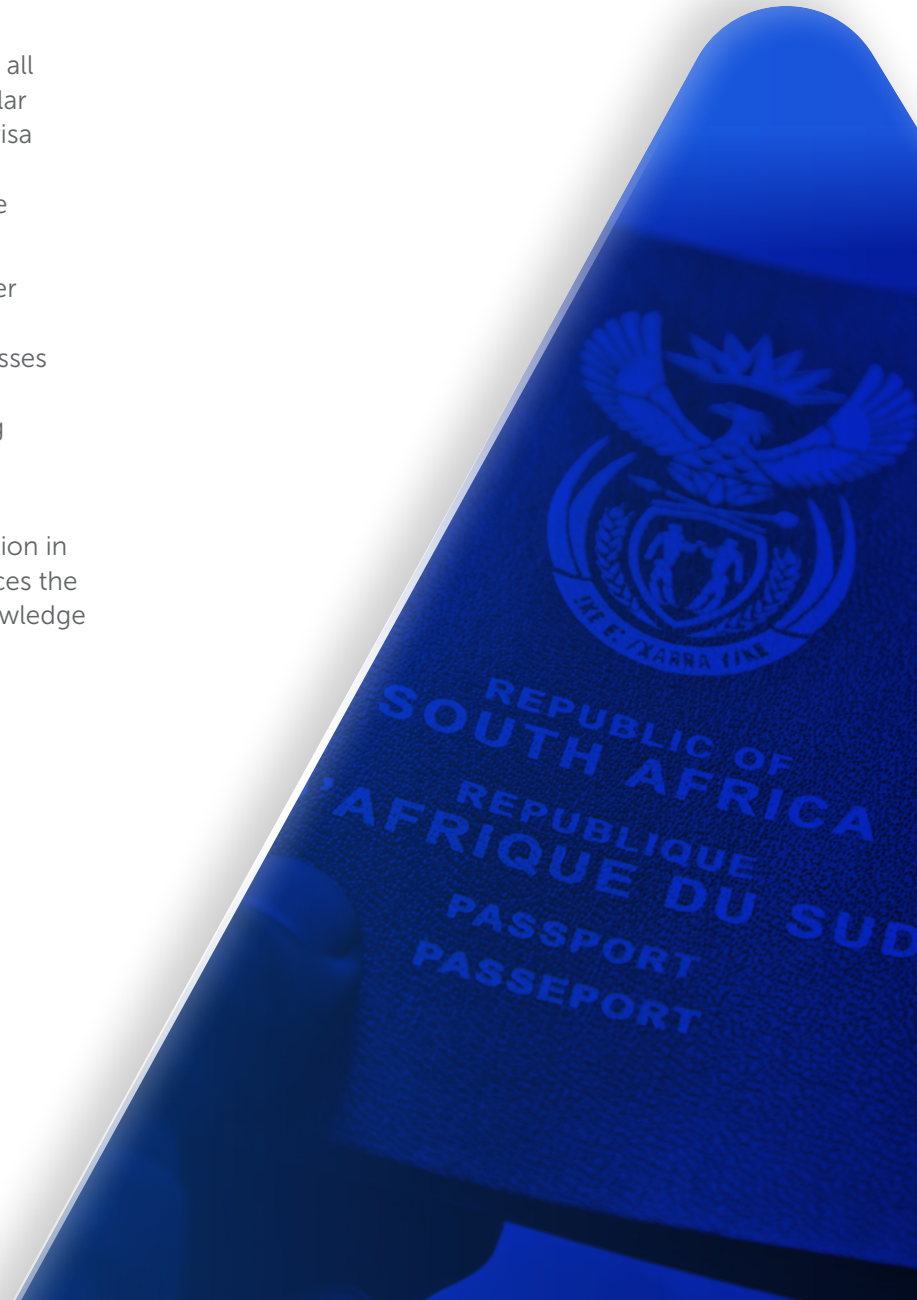 all
lar
isa
e
er
sses
g
ion in
ces the
wledge
REPUBLIC OF
SOUTH AFRICA
REPUBLIQUE
'AFRIQUE DU SUD
PASSPORT
PASSEPORT